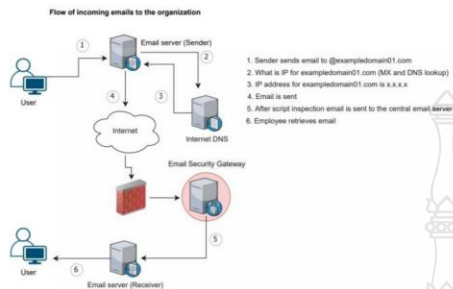 Flow of incoming emails to the organization
Email server (Sender)
1
2
User
3
4
Internet DNS
Internet
Email Security Gateway
5
User
6
Email server (Receiver)
1. Sender sends email to @exampledomain01.com
2. What is IP for exampledomain01.com (MX and DNS lookup)
3. IP address for exampledomain01.com is x.x.x.x
4. Email is sent
5. After script inspection email is sent to the central email server
6. Employee retrieves email